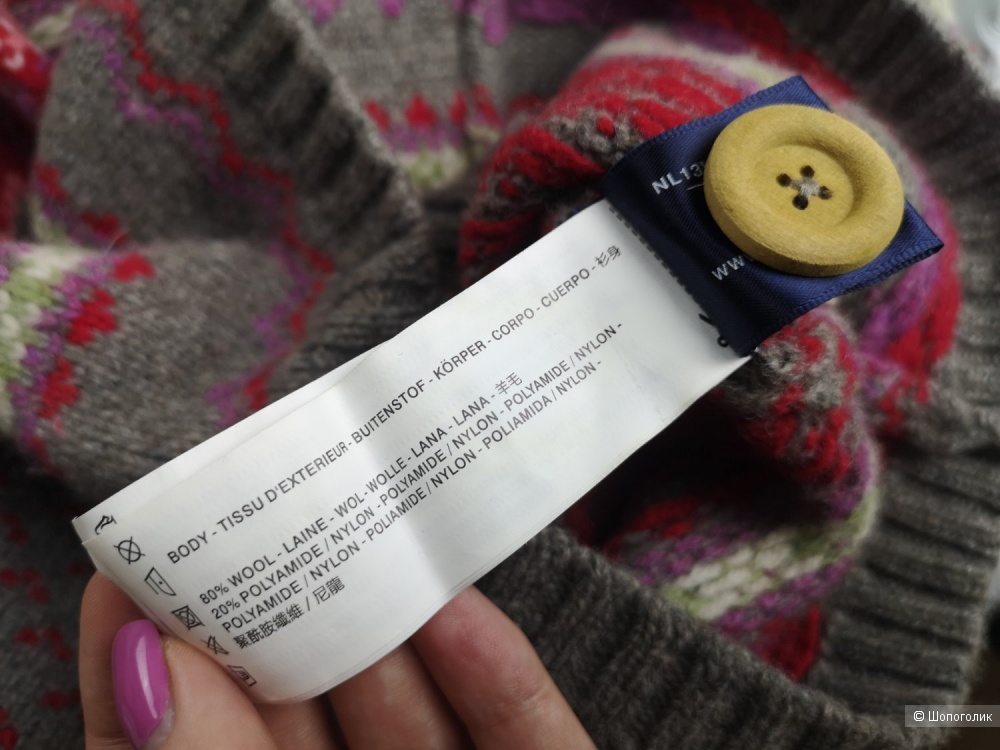 NL13
WW
BODY - TISSU D'EXTERIEUR - BUITENSTOF - KÖRPER - CORPO - CUERPO - 衫身
80% WOOL - LAINE - WOL - WOLLE - LANA - LANA - 羊毛
20% POLYAMIDE / NYLON - POLYAMIDE / NYLON - POLYAMIDE / NYLON -
POLYAMIDE / NYLON - POLIAMIDE / NYLON - POLIAMIDA / NYLON -
聚酰胺纖維 / 尼龍
© Шопоголик